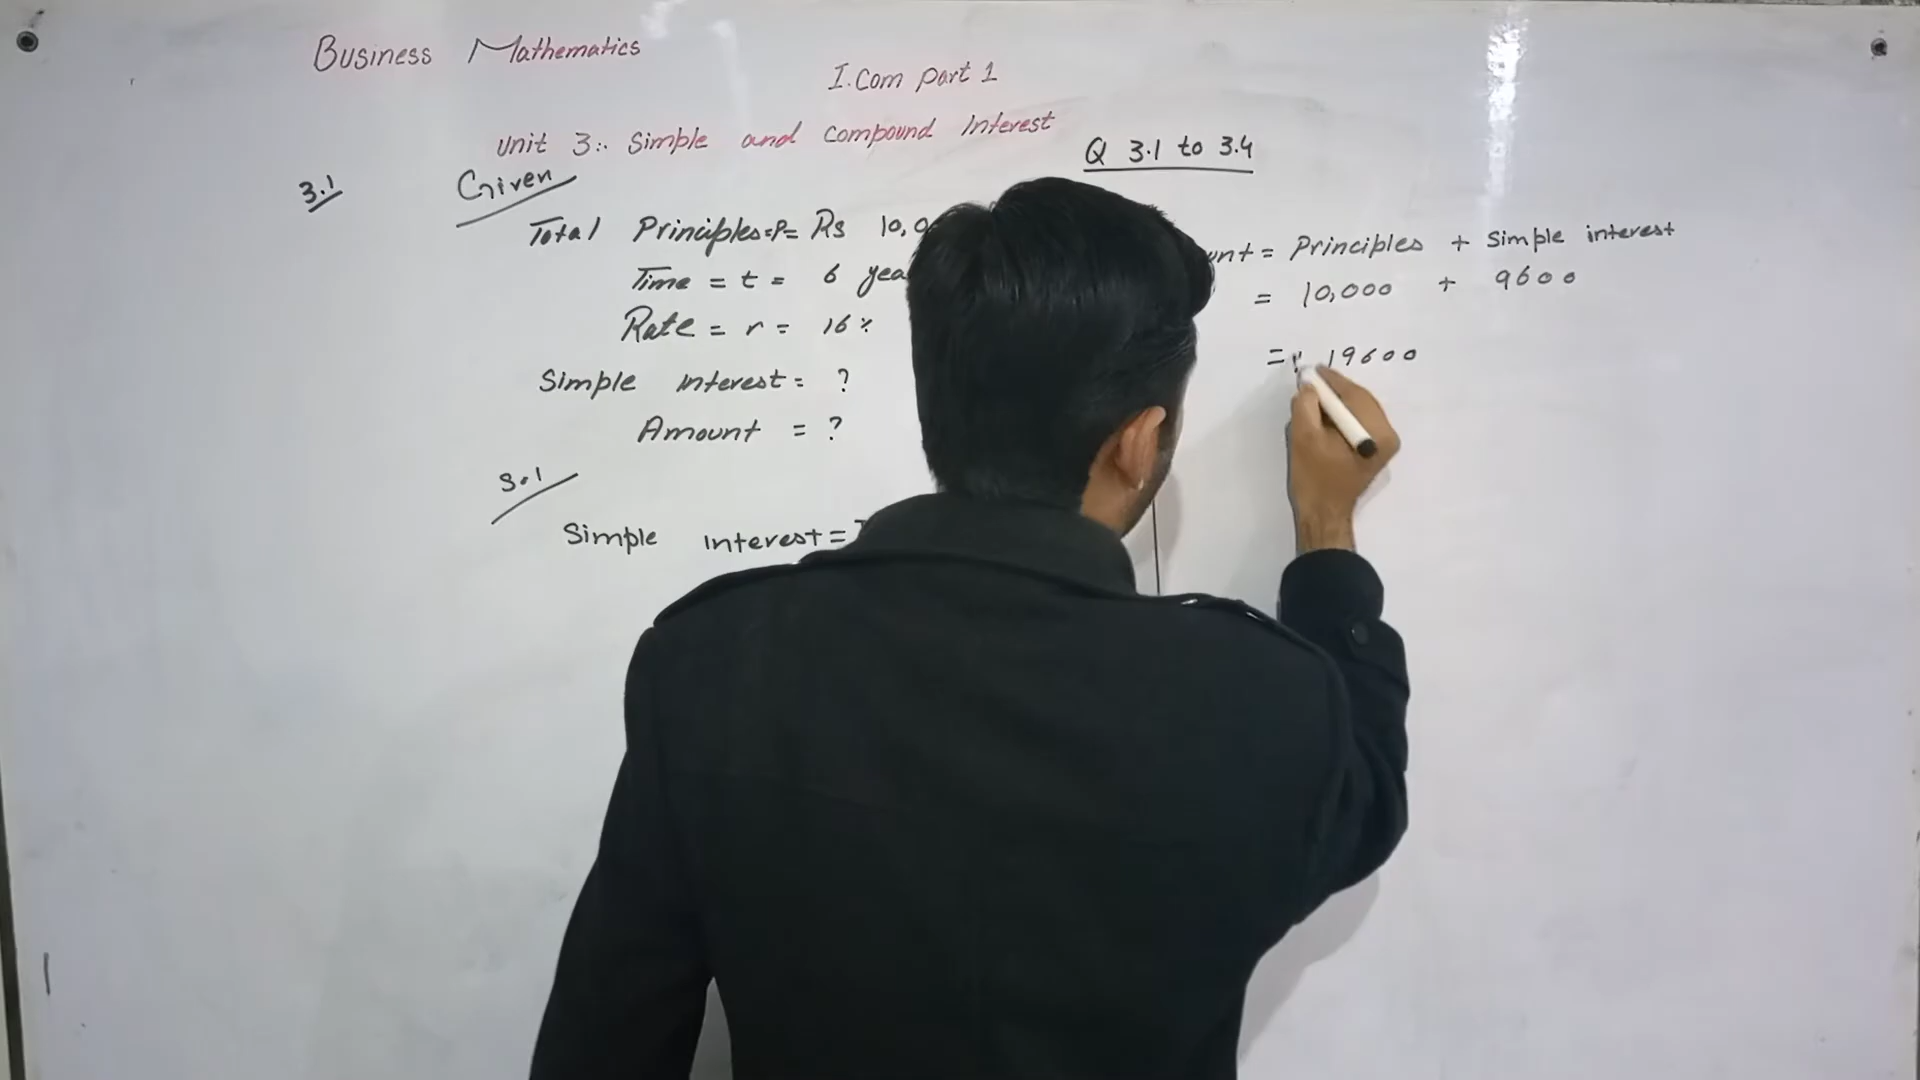 Business Mathematics
I.Com part 1
Unit 3:. Simple and Compound Interest
Q 3.1 to 3.4
3.1
Given
Total Principles=P= Rs
Time = t = 6
Rate = r = 16%
Simple interest = ?
Amount = ?
Sol
Simple interest =
= Principles + Simple interest
= 10,000 + 9600
= 19600